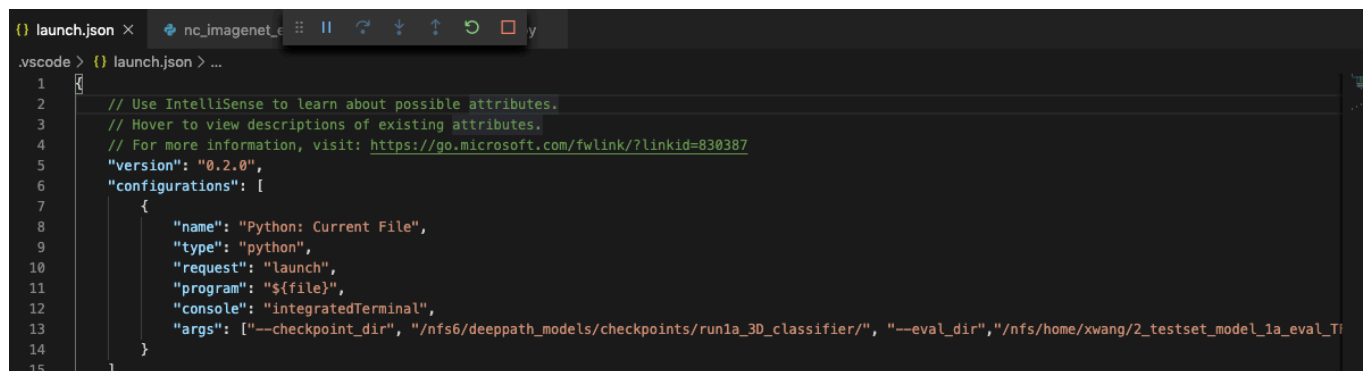 {} launch.json × nc_imagenet_e y
.vscode > {} launch.json > ...
1 {
2 // Use IntelliSense to learn about possible attributes.
3 // Hover to view descriptions of existing attributes.
4 // For more information, visit: https://go.microsoft.com/fwlink/?linkid=830387
5 "version": "0.2.0",
6 "configurations": [
7 {
8 "name": "Python: Current File",
9 "type": "python",
10 "request": "launch",
11 "program": "${file}",
12 "console": "integratedTerminal",
13 "args": ["--checkpoint_dir", "/nfs6/deeppath_models/checkpoints/run1a_3D_classifier/", "--eval_dir","/nfs/home/xwang/2_testset_model_1a_eval_TF
14 }
15 ]